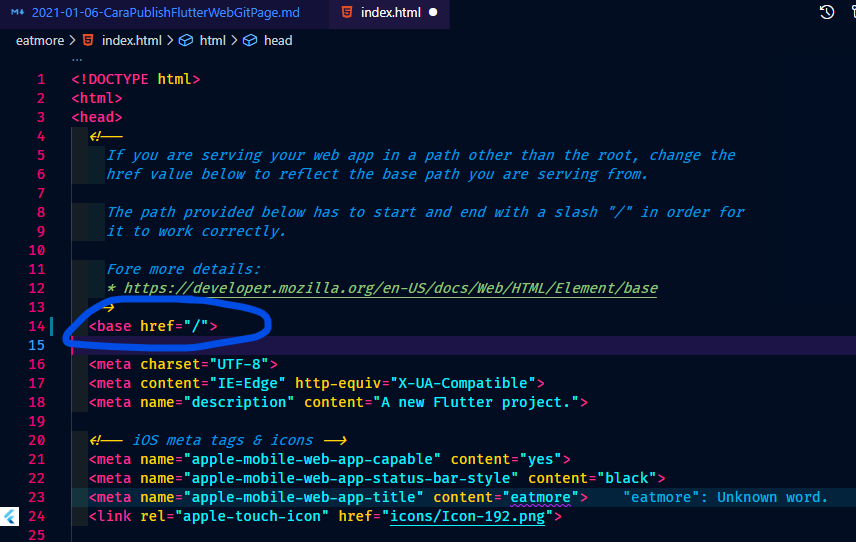 2021-01-06-CaraPublishFlutterWebGitPage.md index.html
eatmore > index.html > html > head
...
1 <!DOCTYPE html>
2 <html>
3 <head>
4 <!--
5 If you are serving your web app in a path other than the root, change the
6 href value below to reflect the base path you are serving from.
7
8 The path provided below has to start and end with a slash "/" in order for
9 it to work correctly.
10
11 Fore more details:
12 * https://developer.mozilla.org/en-US/docs/Web/HTML/Element/base
13 -->
14 <base href="/">
15
16 <meta charset="UTF-8">
17 <meta content="IE=Edge" http-equiv="X-UA-Compatible">
18 <meta name="description" content="A new Flutter project.">
19
20 <!-- iOS meta tags & icons -->
21 <meta name="apple-mobile-web-app-capable" content="yes">
22 <meta name="apple-mobile-web-app-status-bar-style" content="black">
23 <meta name="apple-mobile-web-app-title" content="eatmore"> "eatmore": Unknown word.
24 <link rel="apple-touch-icon" href="icons/Icon-192.png">
25